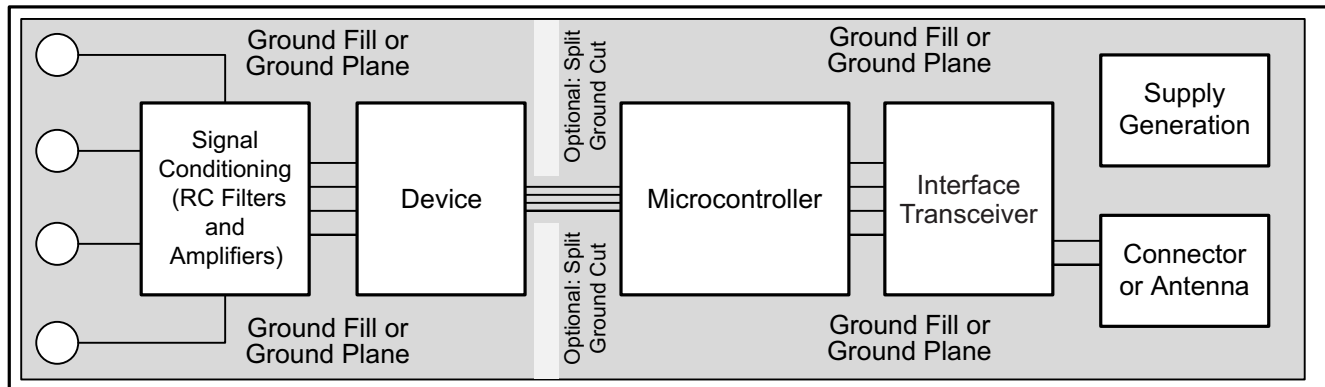 Ground Fill or
Ground Plane
Optional: Split
Ground Cut
Ground Fill or
Ground Plane
Signal
Conditioning
(RC Filters
and
Amplifiers)
Device
Microcontroller
Interface
Transceiver
Supply
Generation
Connector
or Antenna
Ground Fill or
Ground Plane
Optional: Split
Ground Cut
Ground Fill or
Ground Plane